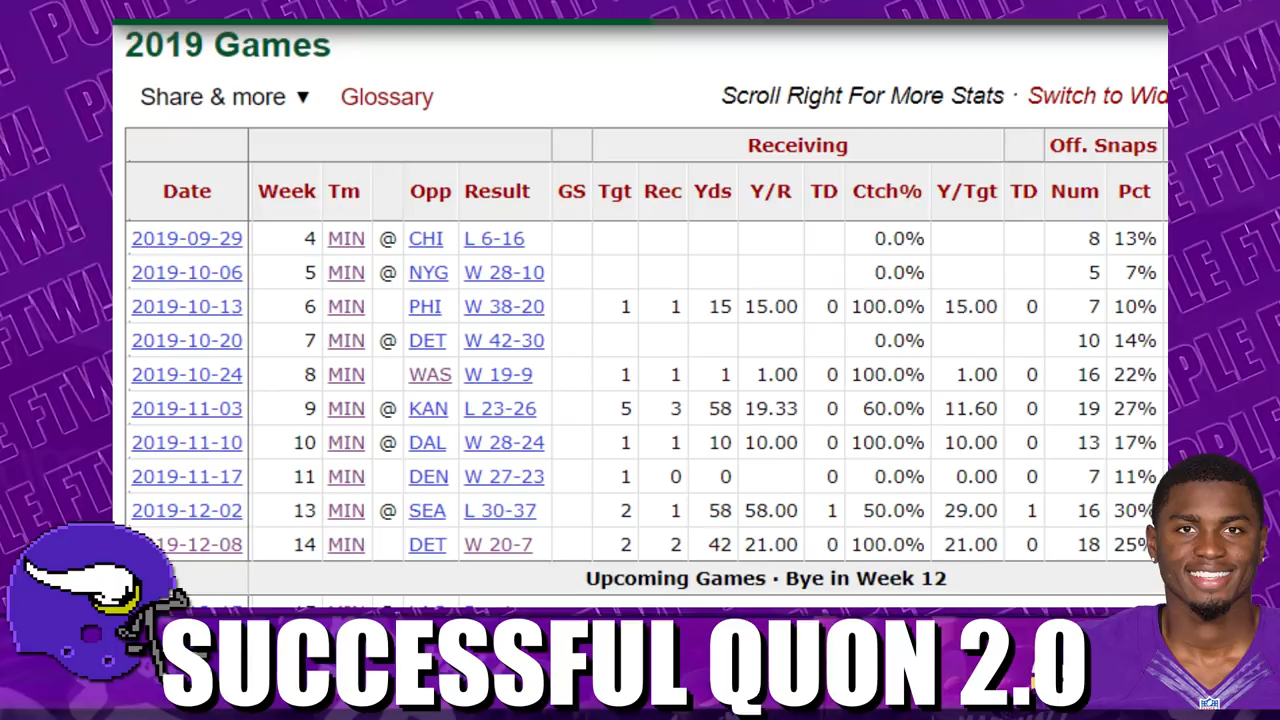 2019 Games
Share & more ▼ Glossary Scroll Right For More Stats · Switch to Wid
Receiving Off. Snaps
Date Week Tm Opp Result GS Tgt Rec Yds Y/R TD Ctch% Y/Tgt TD Num Pct
2019-09-29 4 MIN @ CHI L 6-16 0.0% 8 13%
2019-10-06 5 MIN @ NYG W 28-10 0.0% 5 7%
2019-10-13 6 MIN PHI W 38-20 1 1 15 15.00 0 100.0% 15.00 0 7 10%
2019-10-20 7 MIN @ DET W 42-30 0.0% 10 14%
2019-10-24 8 MIN WAS W 19-9 1 1 1 1.00 0 100.0% 1.00 0 16 22%
2019-11-03 9 MIN @ KAN L 23-26 5 3 58 19.33 0 60.0% 11.60 0 19 27%
2019-11-10 10 MIN @ DAL W 28-24 1 1 10 10.00 0 100.0% 10.00 0 13 17%
2019-11-17 11 MIN DEN W 27-23 1 0 0 0.0% 0.00 0 7 11%
2019-12-02 13 MIN @ SEA L 30-37 2 1 58 58.00 1 50.0% 29.00 1 16 30%
19-12-08 14 MIN DET W 20-7 2 2 42 21.00 0 100.0% 21.00 0 18 25%
Upcoming Games · Bye in Week 12
SUCCESSFUL QUON 2.0